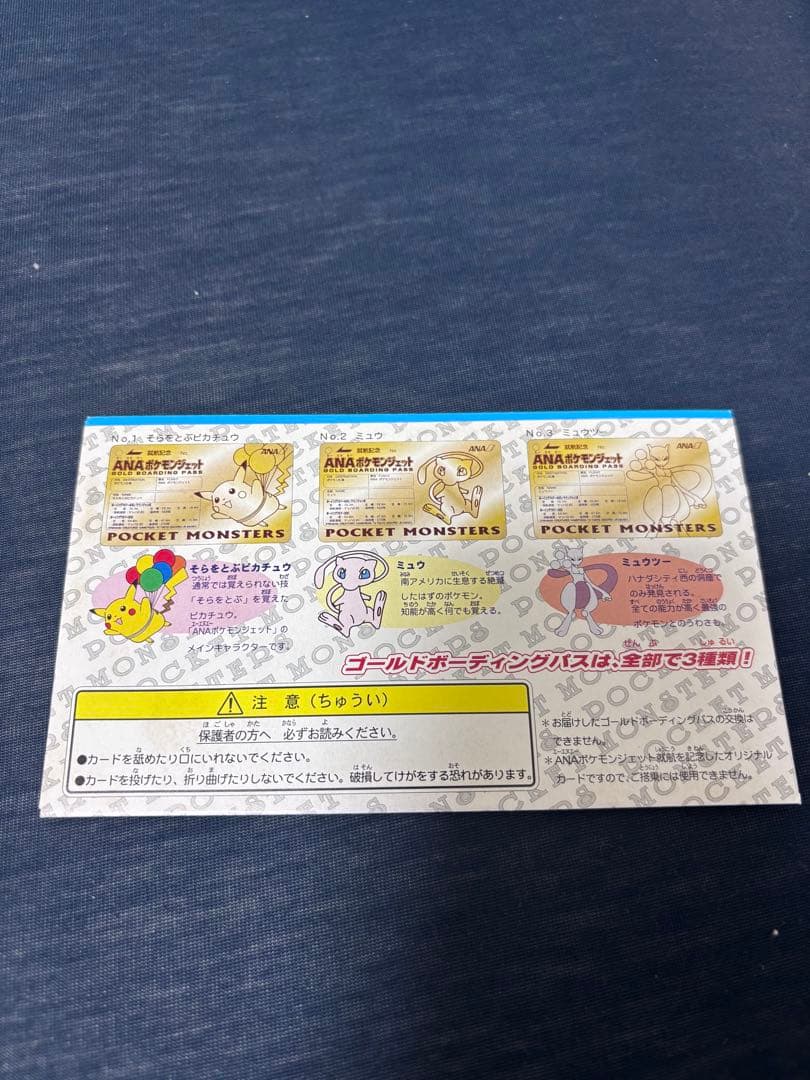 No.1 そらをとぶピカチュウ
No.2 ミュウ
No.3 ミュウツー
就航記念 No.
ANA
ANAポケモンジェット
GOLD BOARDING PASS
POCKET MONSTERS
就航記念 No.
ANA
ANAポケモンジェット
GOLD BOARDING PASS
POCKET MONSTERS
就航記念 No.
ANA
ANAポケモンジェット
GOLD BOARDING PASS
POCKET MONSTERS
そらをとぶピカチュウ
通常では覚えられない技
「そらをとぶ」を覚えた
ピカチュウ。
「ANAポケモンジェット」の
メインキャラクターです。
ミュウ
南アメリカに生息する絶滅
したはずのポケモン。
知能が高く何でも覚える。
ミュウツー
ハナダシティ西の洞窟で
のみ発見される。
全ての能力が高く最強の
ポケモンとのうわさも。
ゴールドボーディングパスは、全部で3種類!
注意(ちゅうい)
保護者の方へ 必ずお読みください。
●カードを舐めたり口にいれないでください。
●カードを投げたり、折り曲げたりしないでください。破損してけがをする恐れがあります。
*お届けしたゴールドボーディングパスの交換は
できません。
*ANAポケモンジェット就航を記念したオリジナル
カードですので、ご搭乗には使用できません。